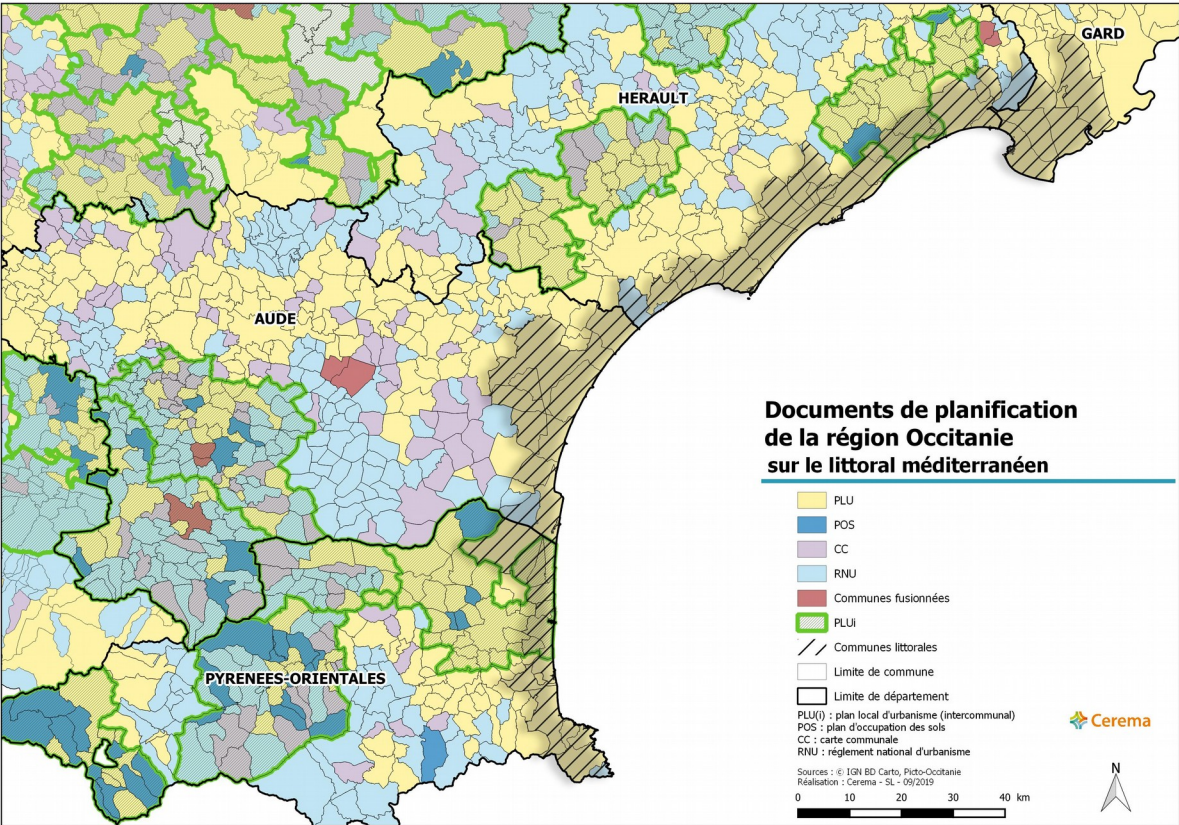 GARD
HERAULT
AUDE
PYRENEES-ORIENTALES
Documents de planification
de la région Occitanie
sur le littoral méditerranéen
PLU
POS
CC
RNU
Communes fusionnées
PLUi
Communes littorales
Limite de commune
Limite de département
PLU(i) : plan local d'urbanisme (intercommunal)
POS : plan d'occupation des sols
CC : carte communale
RNU : réglement national d'urbanisme
Cerema
Sources : © IGN BD Carto, Picto-Occitanie
Réalisation : Cerema - SL - 09/2019
N
0 10 20 30 40 km